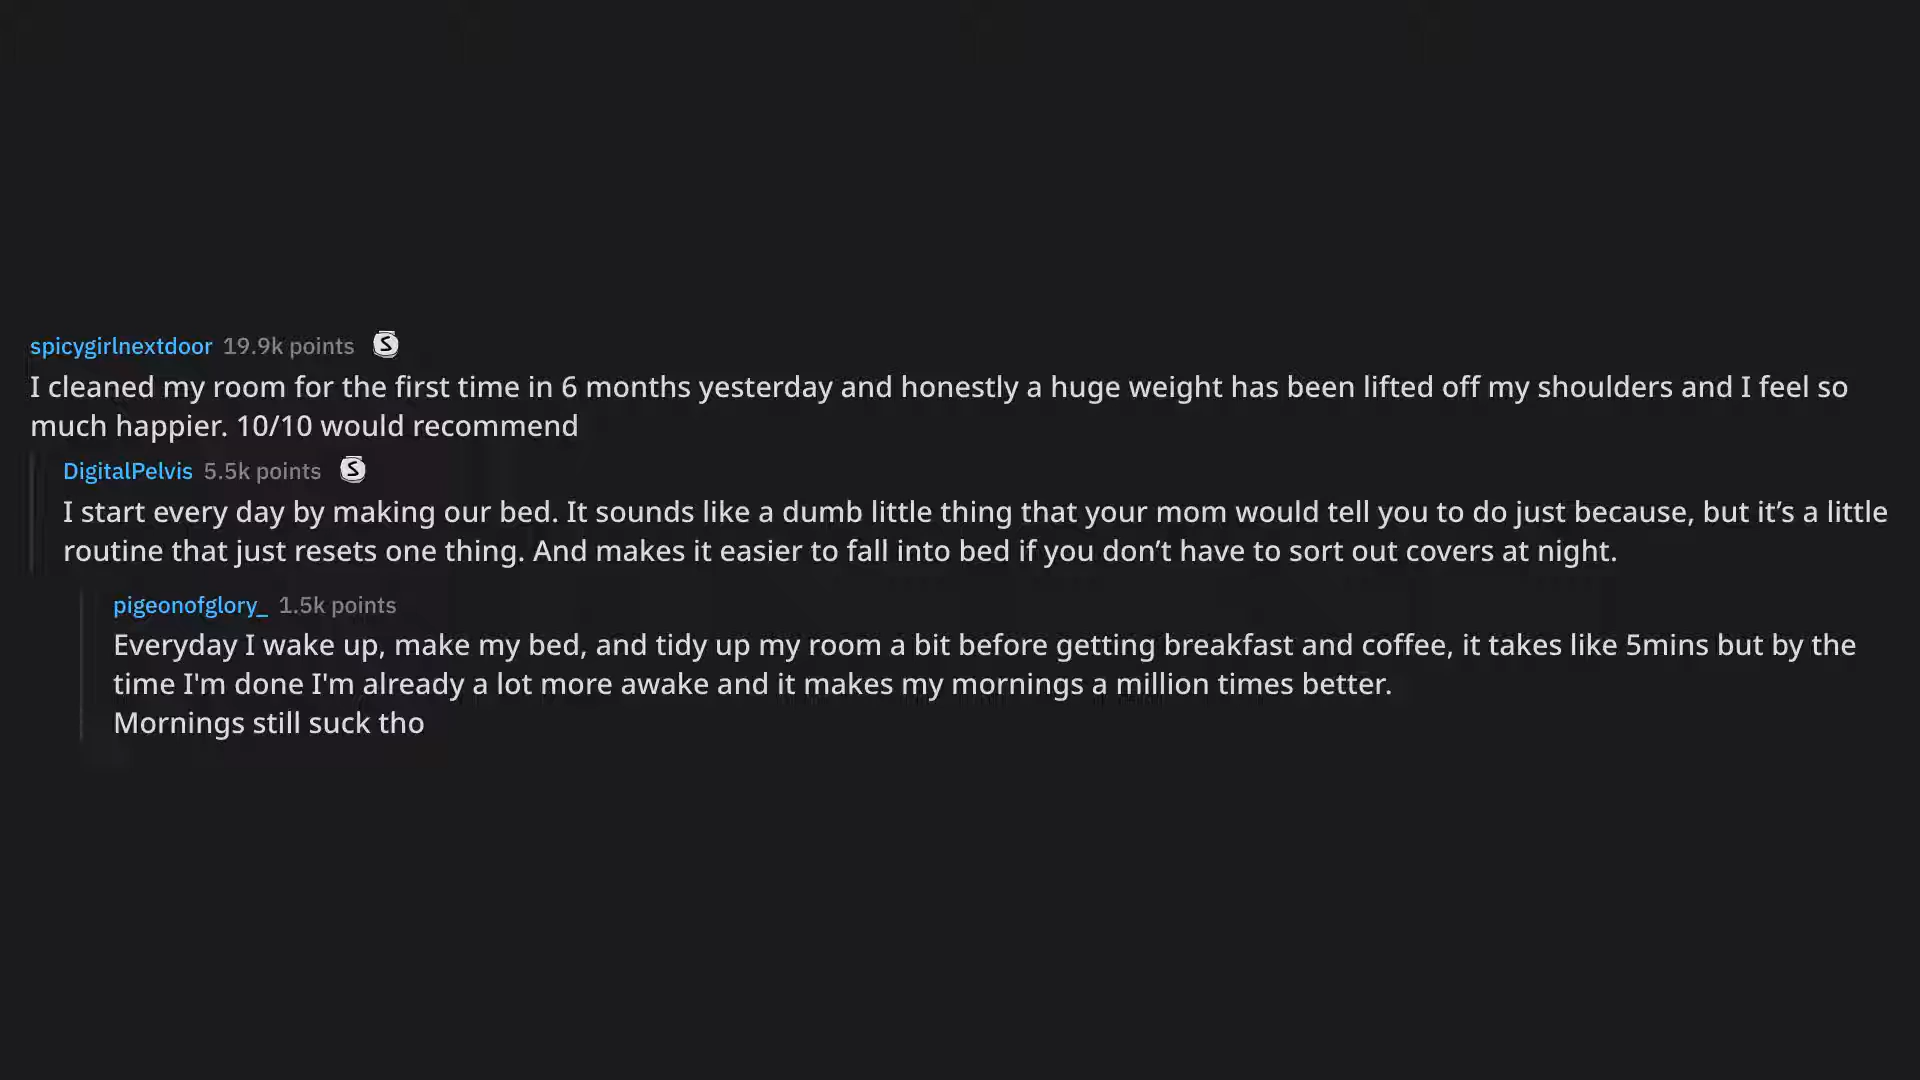 spicygirlnextdoor 19.9k points S
I cleaned my room for the first time in 6 months yesterday and honestly a huge weight has been lifted off my shoulders and I feel so
much happier. 10/10 would recommend
DigitalPelvis 5.5k points S
I start every day by making our bed. It sounds like a dumb little thing that your mom would tell you to do just because, but it’s a little
routine that just resets one thing. And makes it easier to fall into bed if you don’t have to sort out covers at night.
pigeonofglory_ 1.5k points
Everyday I wake up, make my bed, and tidy up my room a bit before getting breakfast and coffee, it takes like 5mins but by the
time I'm done I'm already a lot more awake and it makes my mornings a million times better.
Mornings still suck tho